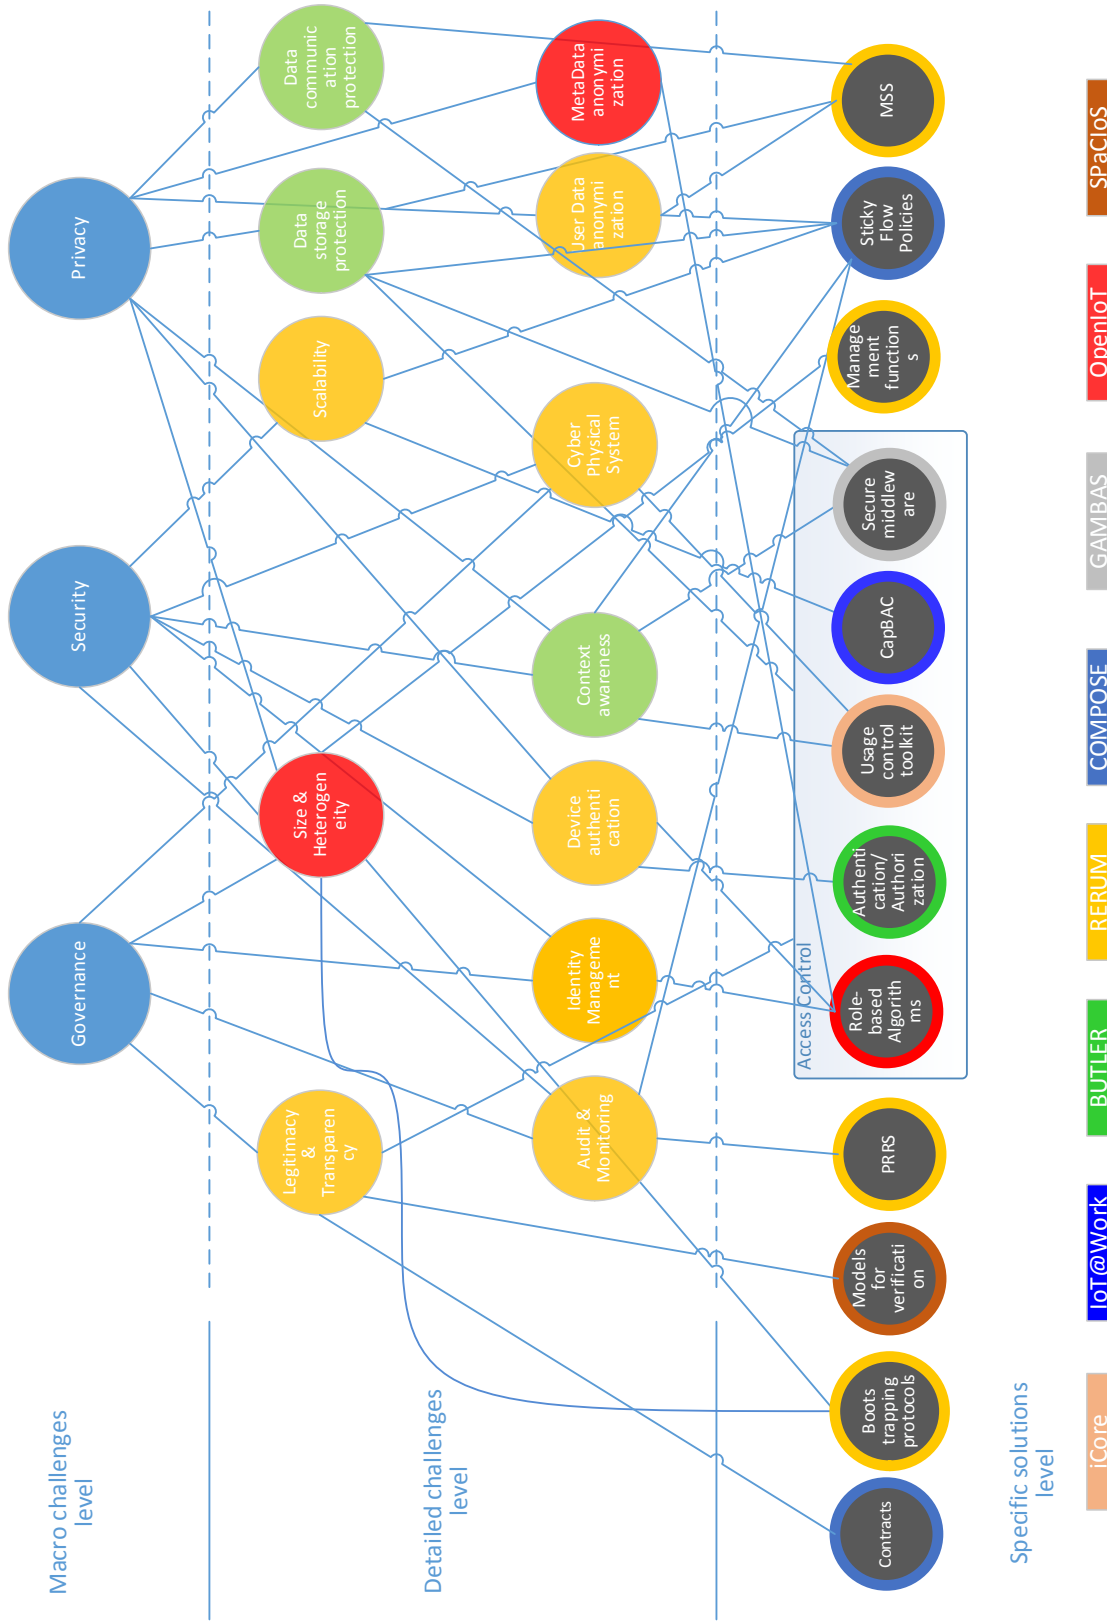 Macro challenges
level
Governance
Security
Privacy
Detailed challenges
level
Legitimacy
&
Transparen
cy
Size &
Heterogen
eity
Scalability
Data
storage
protection
Data
communic
ation
protection
Audit &
Monitoring
Identity
Manageme
nt
Device
authenti
cation
Context
awareness
Cyber
Physical
System
User Data
anonymi
zation
MetaData
anonymi
zation
Specific solutions
level
Contracts
Boots
trapping
protocols
Models
for
verificati
on
PRRS
Access Control
Role-
based
Algorith
ms
Authenti
cation/
Authori
zation
Usage
control
toolkit
CapBAC
Secure
middlew
are
Manage
ment
function
s
Sticky
Flow
Policies
MSS
iCore
IoT@Work
BUTLER
RERUM
COMPOSE
GAMBAS
OpenIoT
SPaCIoS